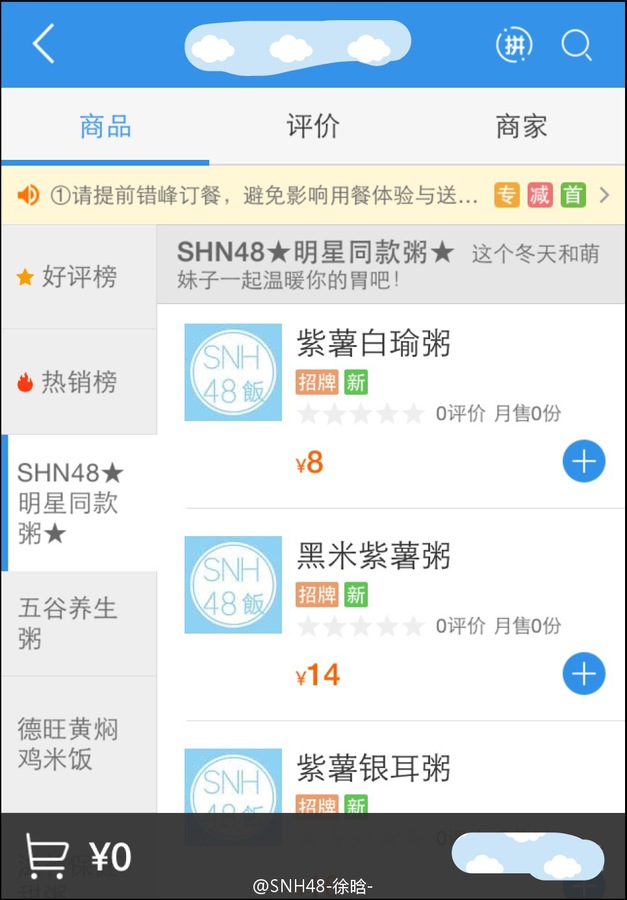 拼
商品
评价
商家
①请提前错峰订餐，避免影响用餐体验与送...
专 减 首
好评榜
热销榜
SHN48★
明星同款
粥★
五谷养生
粥
德旺黄焖
鸡米饭
SHN48★明星同款粥★ 这个冬天和萌
妹子一起温暖你的胃吧！
SNH
48飯
紫薯白瑜粥
招牌 新
0评价 月售0份
¥8
SNH
48飯
黑米紫薯粥
招牌 新
0评价 月售0份
¥14
SNH
48飯
紫薯银耳粥
招牌 新
¥0
@SNH48-徐晗-